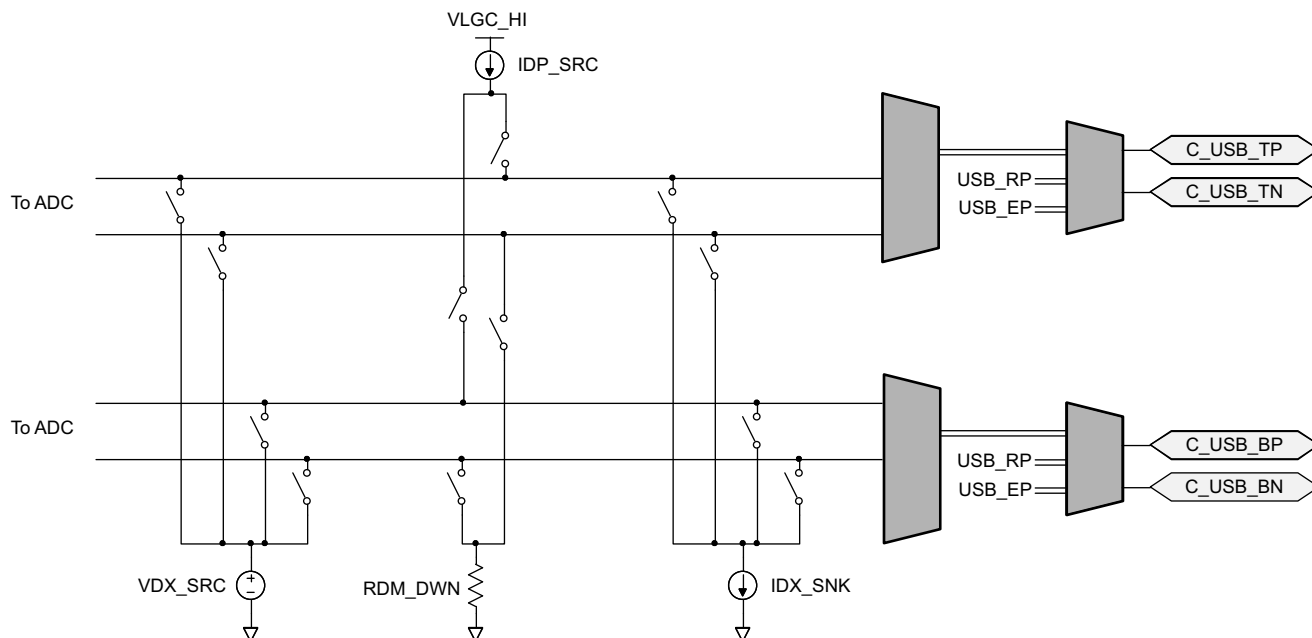 VLGC_HI
IDP_SRC
C_USB_TP
To ADC
USB_RP
C_USB_TN
USB_EP
To ADC
C_USB_BP
USB_RP
USB_EP
C_USB_BN
VDX_SRC
RDM_DWN
IDX_SNK